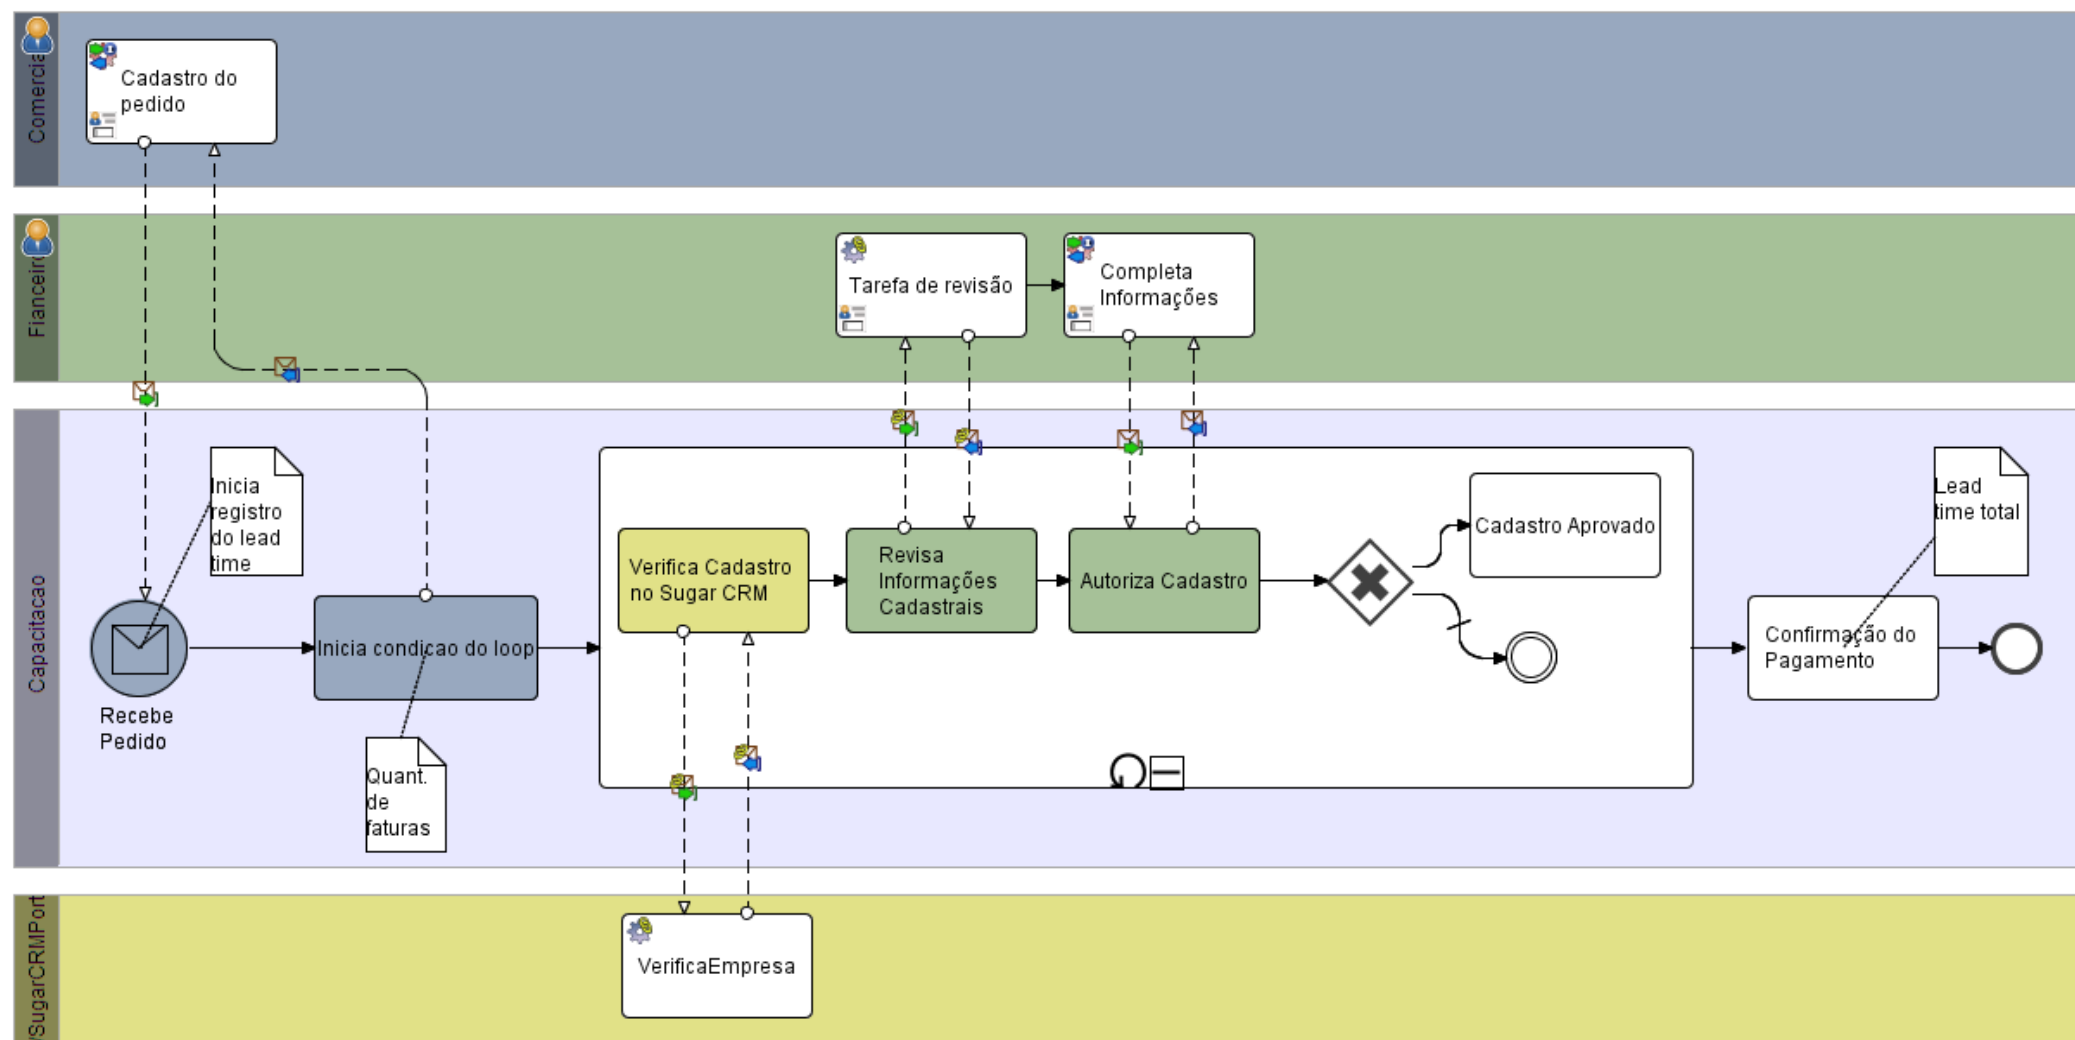 Comercia
Cadastro do
pedido
Fianceiro
Tarefa de revisão
Completa
Informações
Capacitacao
Inicia
registro
do lead
time
Recebe
Pedido
Inicia condicao do loop
Quant.
de
faturas
Verifica Cadastro
no Sugar CRM
Revisa
Informações
Cadastrais
Autoriza Cadastro
Cadastro Aprovado
Lead
time total
Confirmação do
Pagamento
/SugarCRMPort
VerificaEmpresa